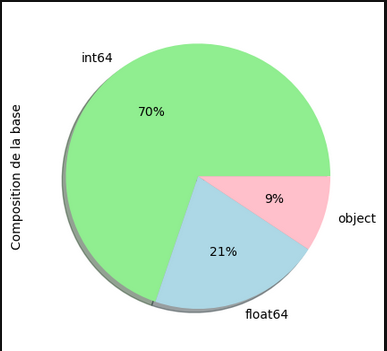 int64
70%
Composition de la base
9%
object
21%
float64